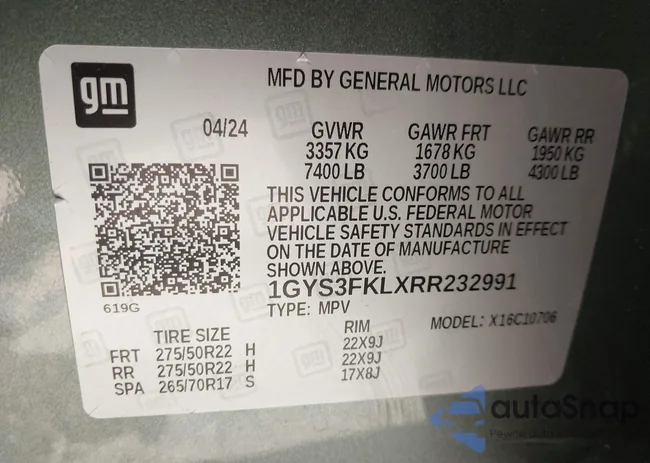 gm
MFD BY GENERAL MOTORS LLC
04/24 GVWR GAWR FRT GAWR RR
3357 KG 1678 KG 1950 KG
7400 LB 3700 LB 4300 LB
THIS VEHICLE CONFORMS TO ALL
APPLICABLE U.S. FEDERAL MOTOR
VEHICLE SAFETY STANDARDS IN EFFECT
ON THE DATE OF MANUFACTURE
SHOWN ABOVE.
1GYS3FKLXRR232991
619G
TYPE: MPV MODEL: X16C10706
TIRE SIZE RIM
FRT 275/50R22 H 22X9J
RR 275/50R22 H 22X9J
SPA 265/70R17 S 17X8J
autoSnap